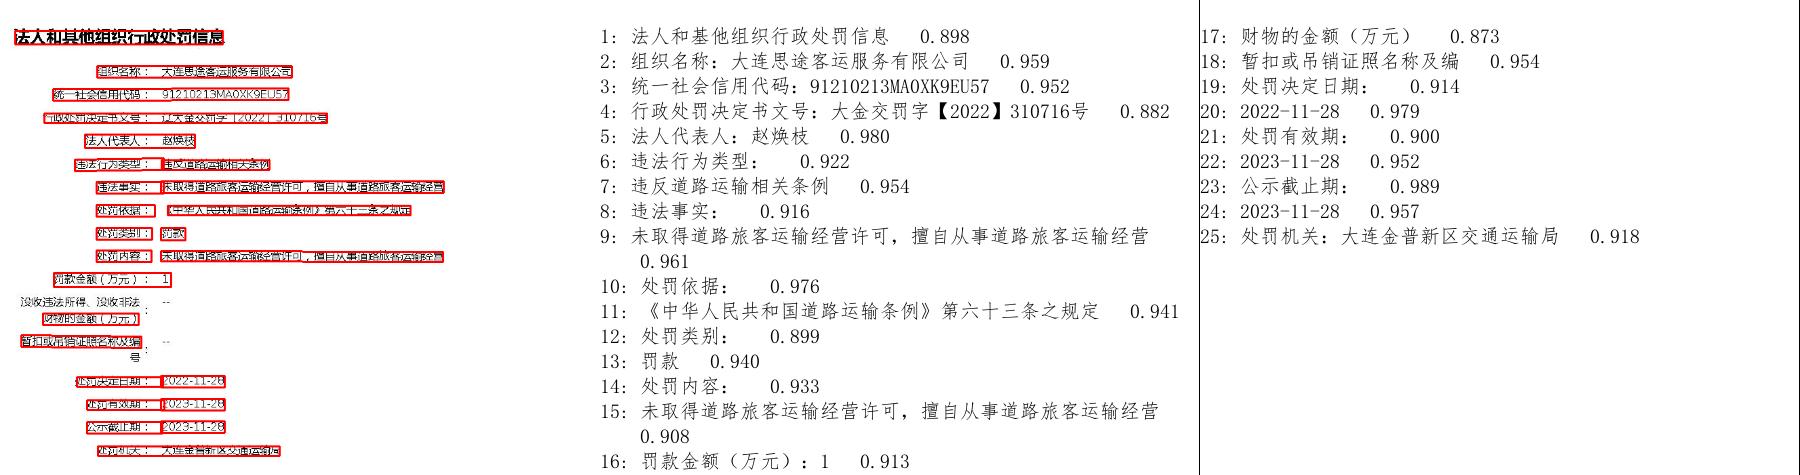 法人和其他组织行政处罚信息
组织名称： 大连思途客运服务有限公司
统一社会信用代码： 91210213MA0XK9EU57
行政处罚决定书文号： 辽大金交罚字〔2022〕310716号
法人代表人： 赵焕枝
违法行为类型： 违反道路运输相关条例
违法事实： 未取得道路旅客运输经营许可，擅自从事道路旅客运输经营
处罚依据： 《中华人民共和国道路运输条例》第六十三条之规定
处罚类别： 罚款
处罚内容： 未取得道路旅客运输经营许可，擅自从事道路旅客运输经营
罚款金额（万元）： 1
没收违法所得、没收非法 ： --
财物的金额（万元）
暂扣或吊销证照名称及编 ： --
号
处罚决定日期： 2022-11-28
处罚有效期： 2023-11-28
公示截止期： 2023-11-28
处罚机关： 大连金普新区交通运输局
1: 法人和基他组织行政处罚信息 0.898
2: 组织名称：大连思途客运服务有限公司 0.959
3: 统一社会信用代码：91210213MA0XK9EU57 0.952
4: 行政处罚决定书文号：大金交罚字【2022】310716号 0.882
5: 法人代表人：赵焕枝 0.980
6: 违法行为类型： 0.922
7: 违反道路运输相关条例 0.954
8: 违法事实： 0.916
9: 未取得道路旅客运输经营许可，擅自从事道路旅客运输经营
0.961
10: 处罚依据： 0.976
11: 《中华人民共和国道路运输条例》第六十三条之规定 0.941
12: 处罚类别： 0.899
13: 罚款 0.940
14: 处罚内容： 0.933
15: 未取得道路旅客运输经营许可，擅自从事道路旅客运输经营
0.908
16: 罚款金额（万元）：1 0.913
17: 财物的金额（万元） 0.873
18: 暂扣或吊销证照名称及编 0.954
19: 处罚决定日期： 0.914
20: 2022-11-28 0.979
21: 处罚有效期： 0.900
22: 2023-11-28 0.952
23: 公示截止期： 0.989
24: 2023-11-28 0.957
25: 处罚机关：大连金普新区交通运输局 0.918